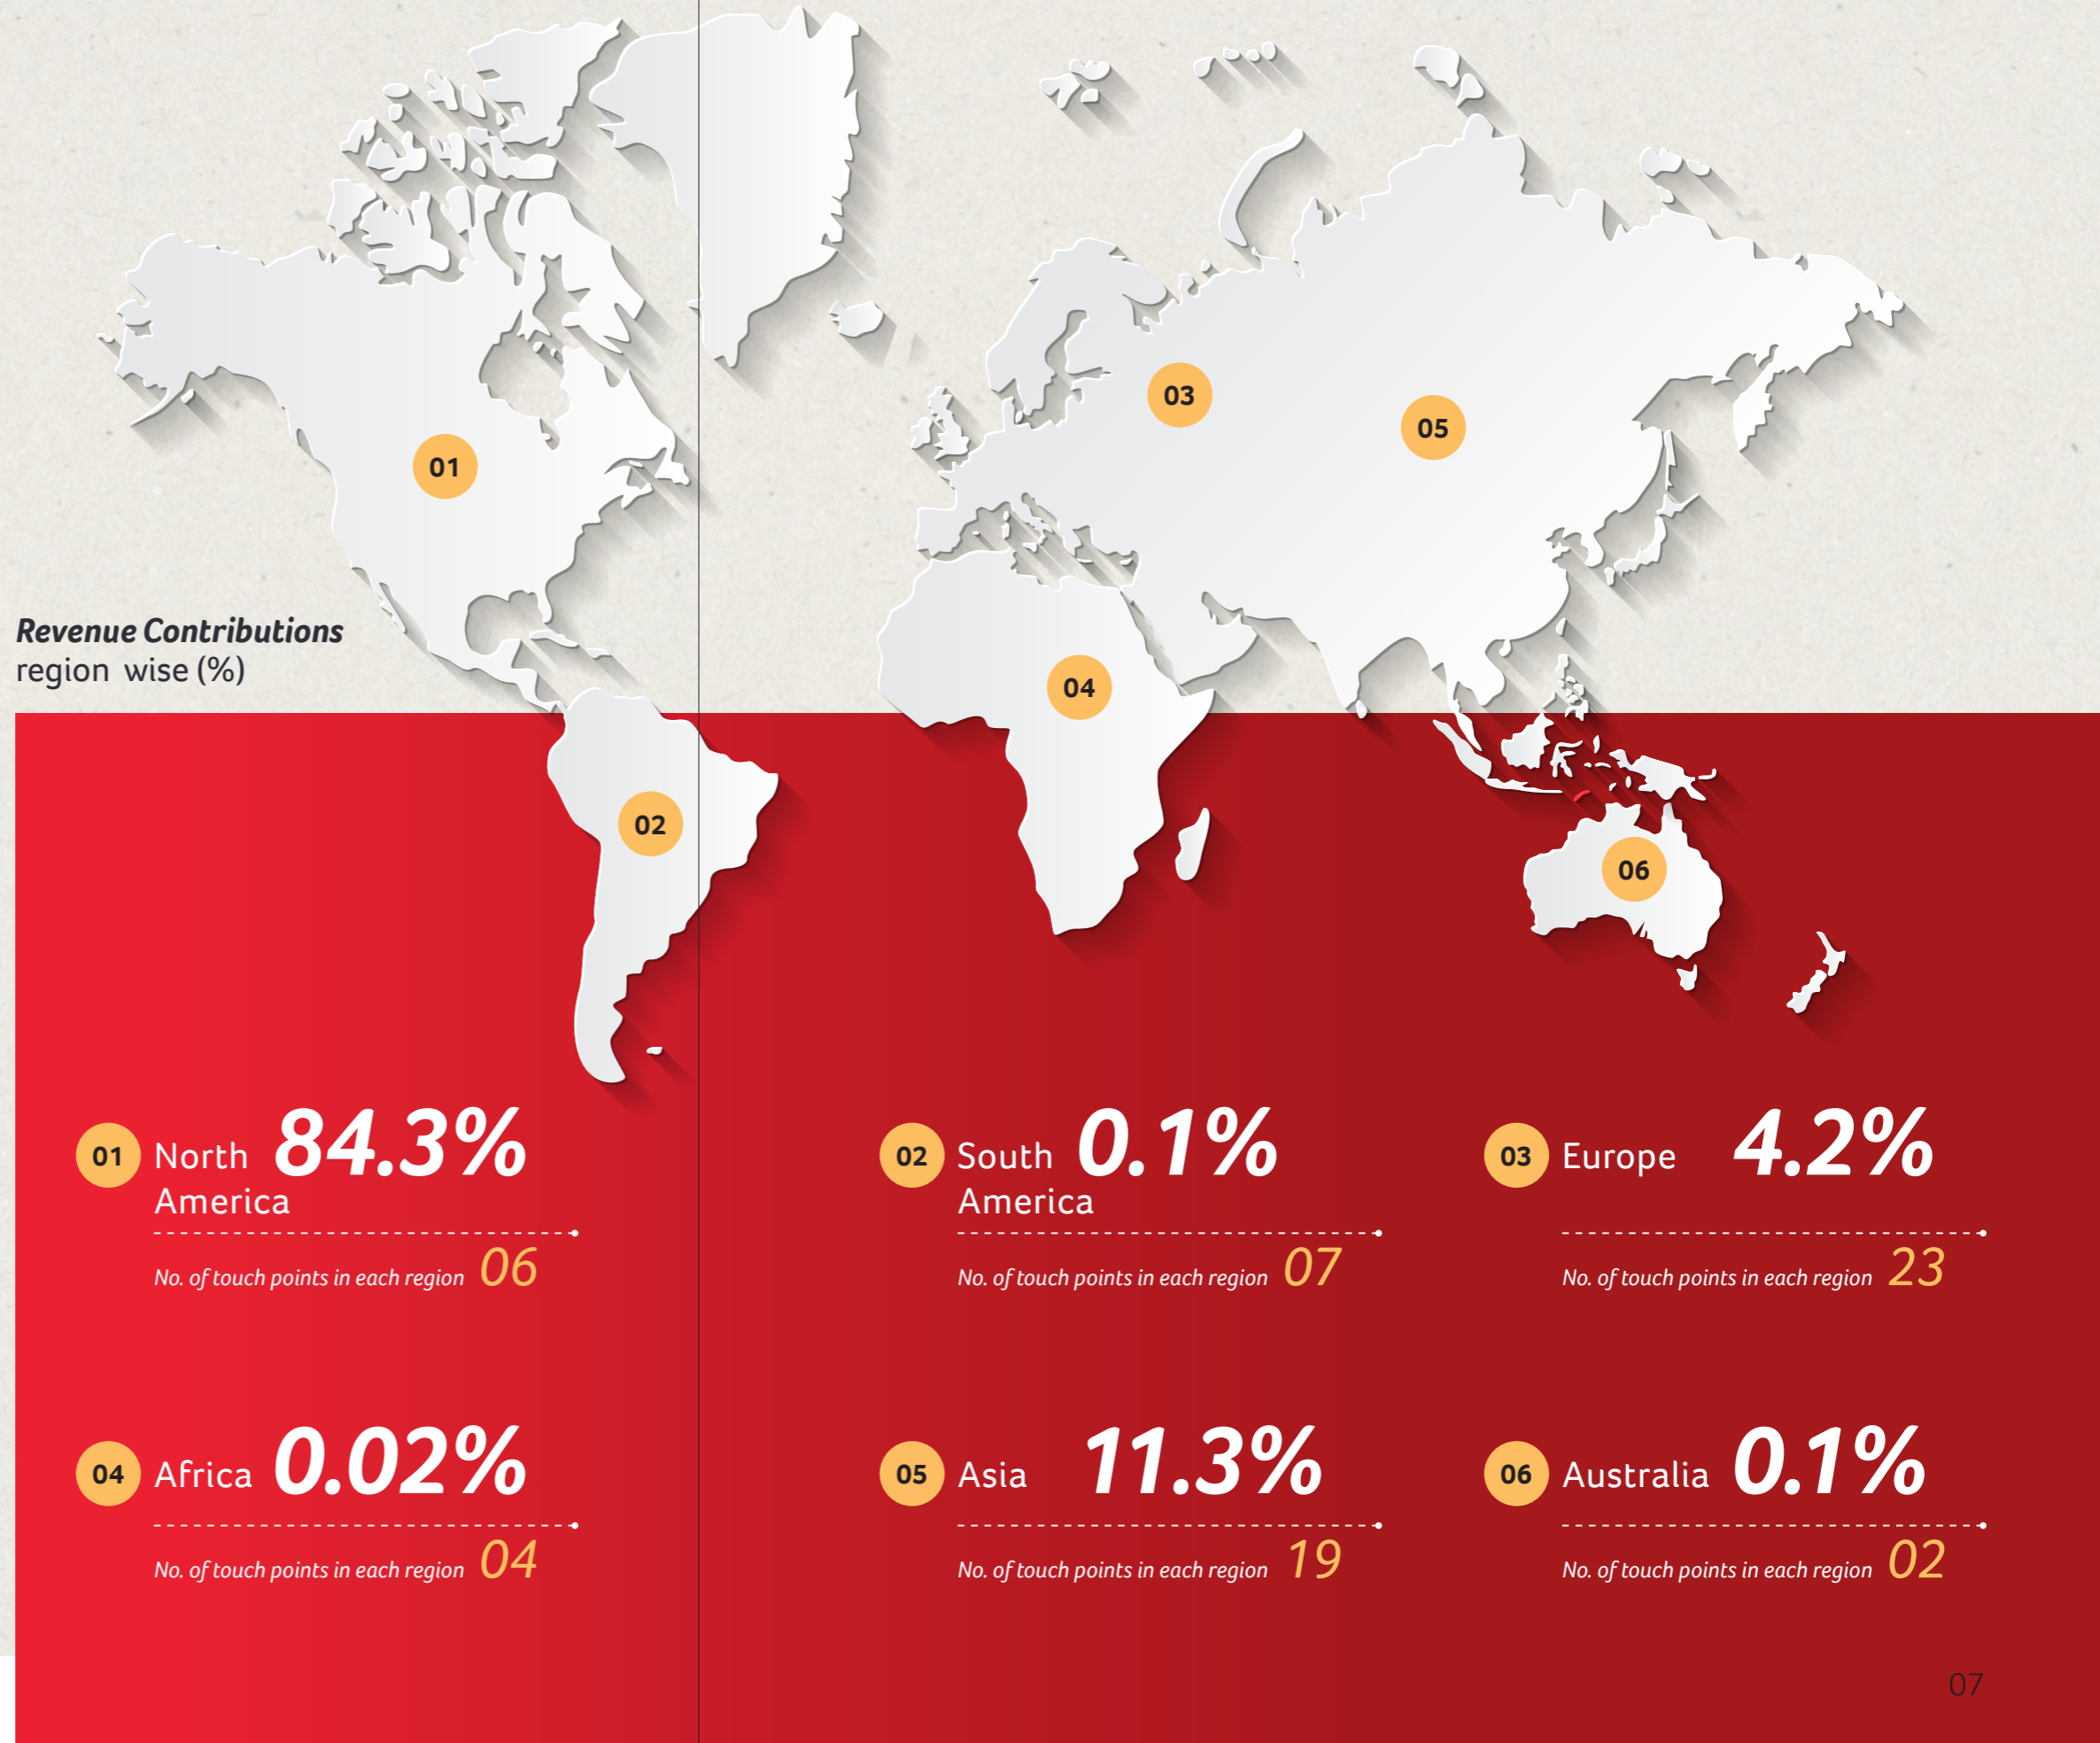 03
05
01
Revenue Contributions
region wise (%)
04
02
06
01 North 84.3%
America
No. of touch points in each region 06
02 South 0.1%
America
No. of touch points in each region 07
03 Europe 4.2%
No. of touch points in each region 23
04 Africa 0.02%
No. of touch points in each region 04
05 Asia 11.3%
No. of touch points in each region 19
06 Australia 0.1%
No. of touch points in each region 02
07